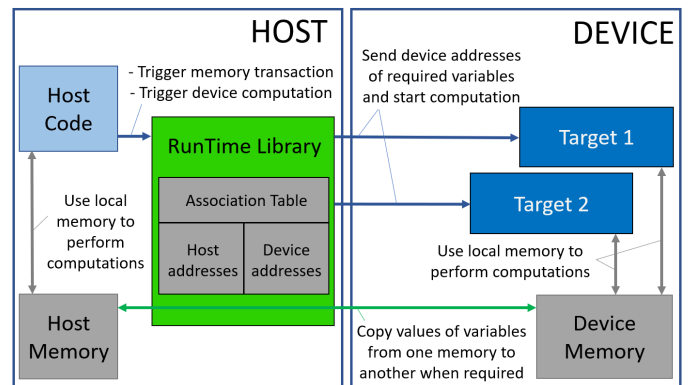 HOST
DEVICE
Host
Code
- Trigger memory transaction
- Trigger device computation
Send device addresses
of required variables
and start computation
RunTime Library
Target 1
Association Table
Target 2
Use local
memory to
perform
computations
Host
addresses
Device
addresses
Use local memory to
perform computations
Host
Memory
Copy values of variables
from one memory to
another when required
Device
Memory